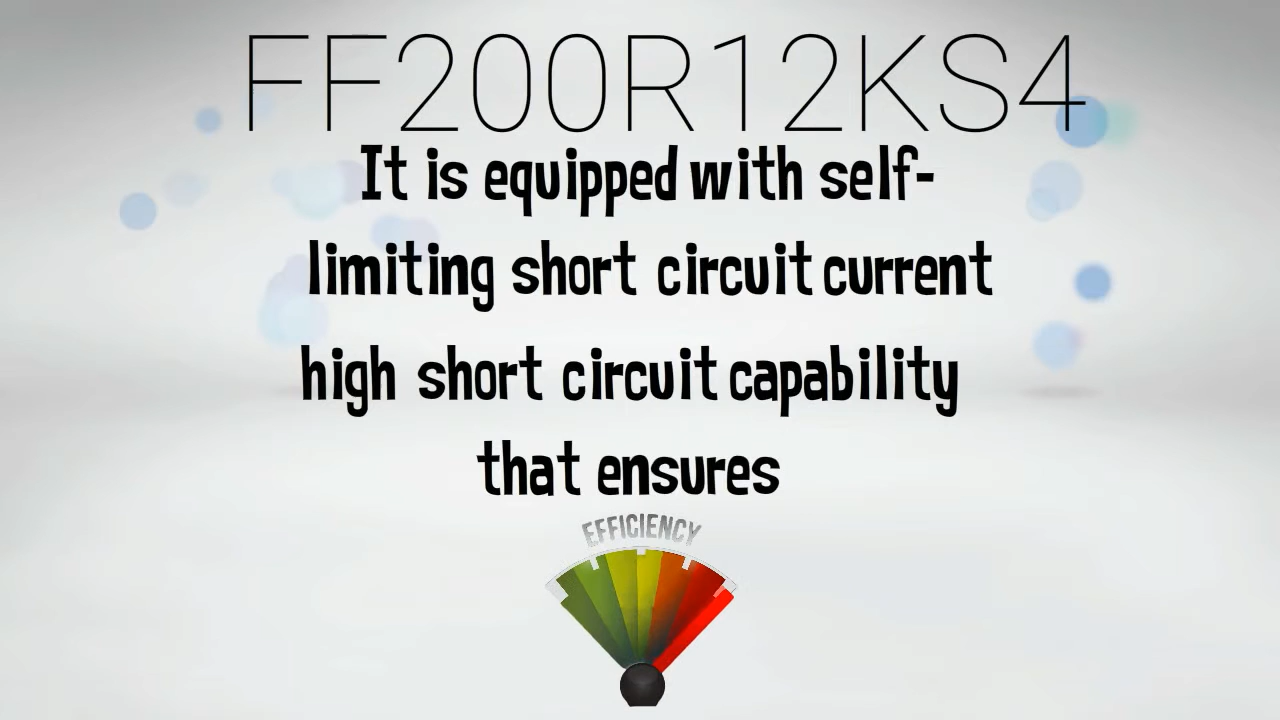 FF200R12KS4
It is equipped with self-
limiting short circuit current
high short circuit capability
that ensures
EFFICIENCY